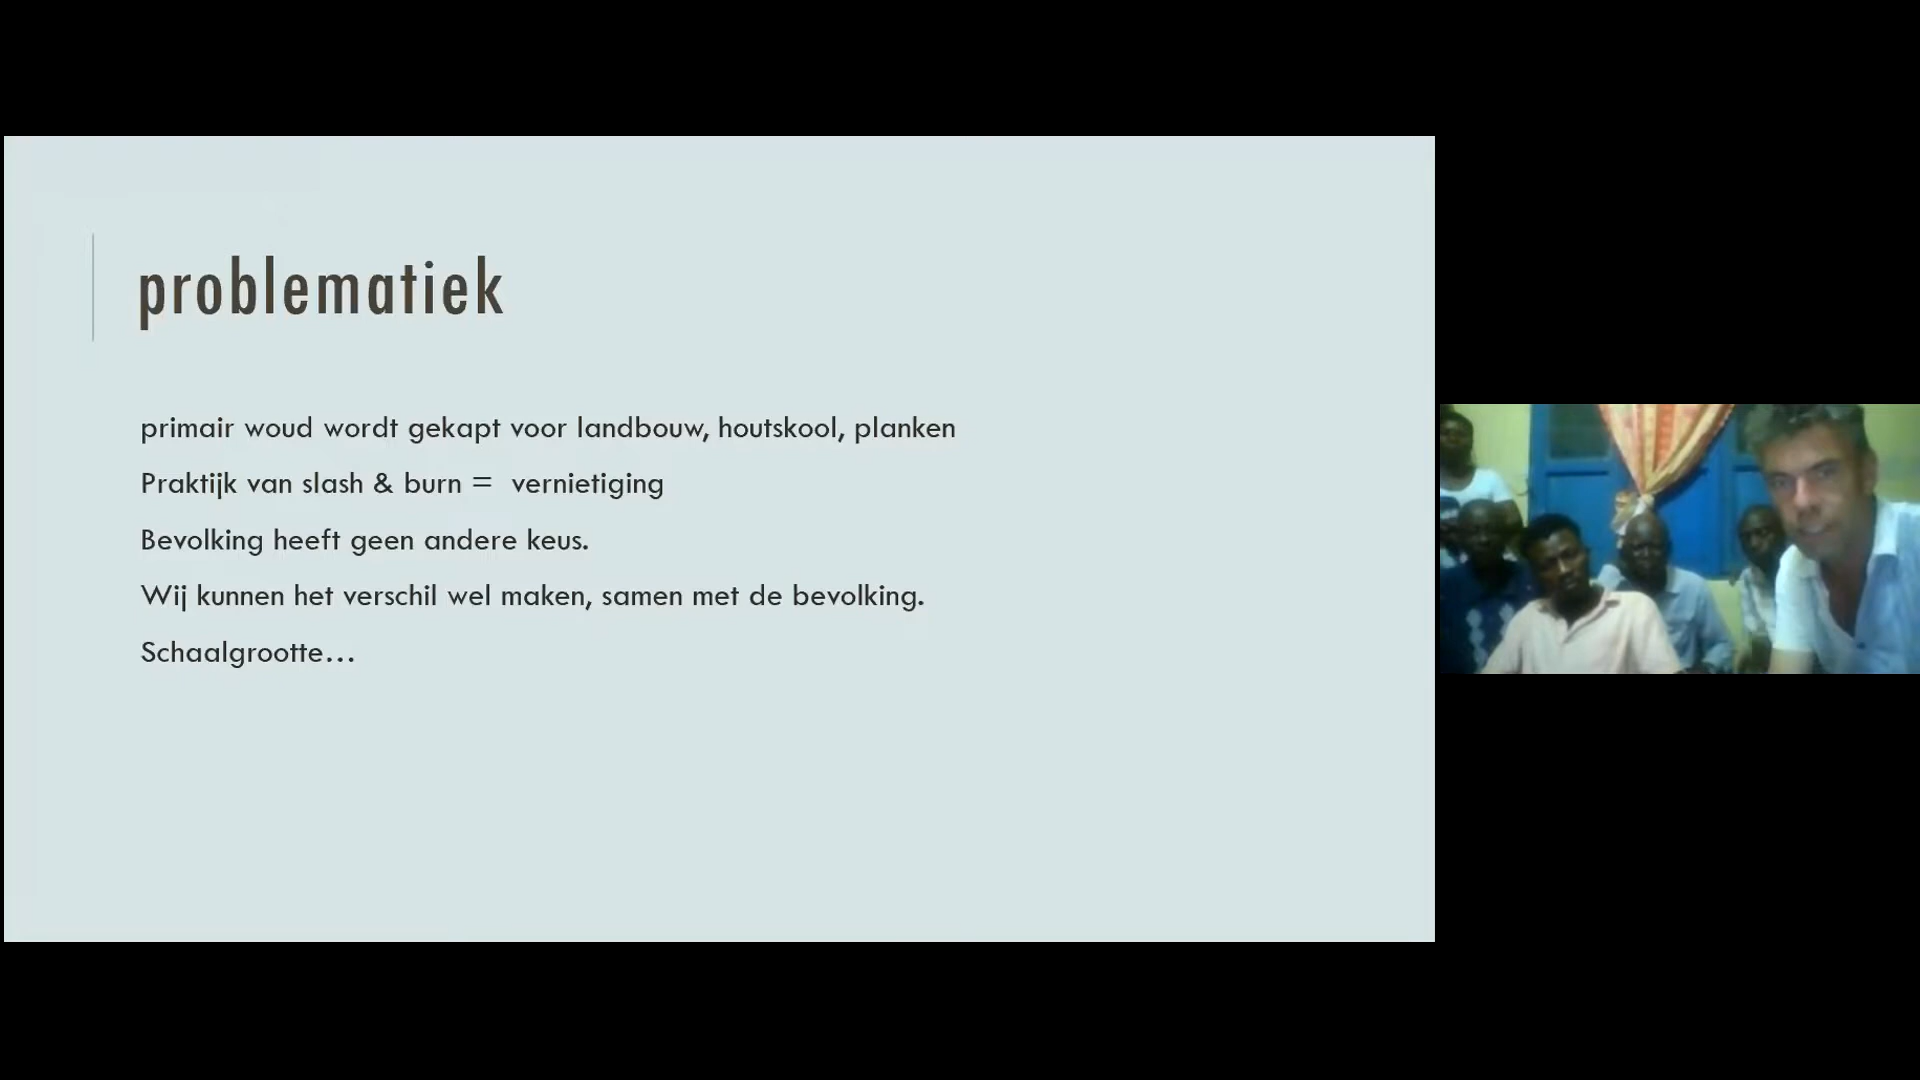 problematiek
primair woud wordt gekapt voor landbouw, houtskool, planken
Praktijk van slash & burn = vernietiging
Bevolking heeft geen andere keus.
Wij kunnen het verschil wel maken, samen met de bevolking.
Schaalgrootte…